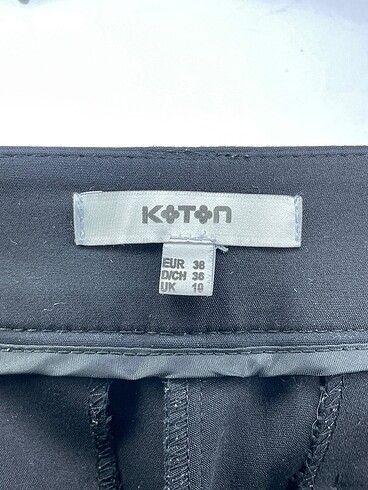 KOTON
EUR 38
D/CH 36
UK 10